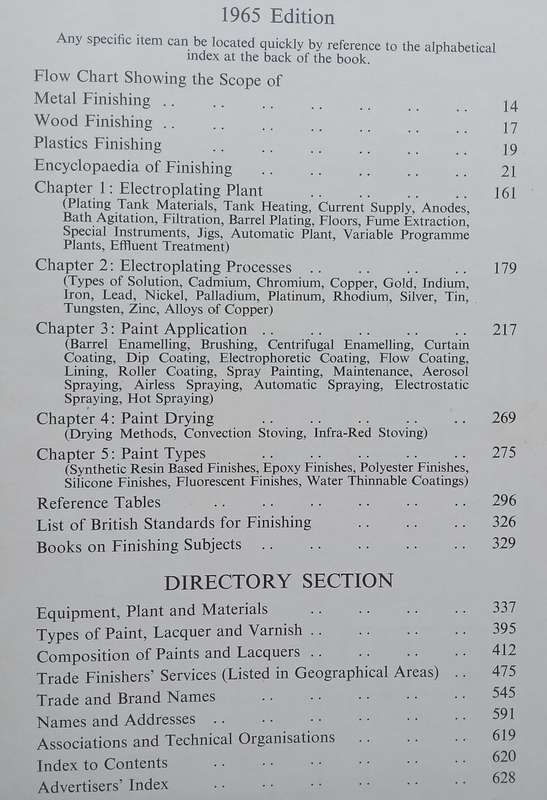 1965 Edition
Any specific item can be located quickly by reference to the alphabetical
index at the back of the book.
Flow Chart Showing the Scope of
Metal Finishing .. .. .. .. .. .. .. 14
Wood Finishing .. .. .. .. .. .. .. 17
Plastics Finishing .. .. .. .. .. .. 19
Encyclopaedia of Finishing .. .. .. .. .. 21
Chapter 1: Electroplating Plant .. .. .. .. 161
(Plating Tank Materials, Tank Heating, Current Supply, Anodes,
Bath Agitation, Filtration, Barrel Plating, Floors, Fume Extraction,
Special Instruments, Jigs, Automatic Plant, Variable Programme
Plants, Effluent Treatment)
Chapter 2: Electroplating Processes .. .. .. .. 179
(Types of Solution, Cadmium, Chromium, Copper, Gold, Indium,
Iron, Lead, Nickel, Palladium, Platinum, Rhodium, Silver, Tin,
Tungsten, Zinc, Alloys of Copper)
Chapter 3: Paint Application .. .. .. .. .. 217
(Barrel Enamelling, Brushing, Centrifugal Enamelling, Curtain
Coating, Dip Coating, Electrophoretic Coating, Flow Coating,
Lining, Roller Coating, Spray Painting, Maintenance, Aerosol
Spraying, Airless Spraying, Automatic Spraying, Electrostatic
Spraying, Hot Spraying)
Chapter 4: Paint Drying .. .. .. .. .. 269
(Drying Methods, Convection Stoving, Infra-Red Stoving)
Chapter 5: Paint Types .. .. .. .. .. 275
(Synthetic Resin Based Finishes, Epoxy Finishes, Polyester Finishes,
Silicone Finishes, Fluorescent Finishes, Water Thinnable Coatings)
Reference Tables .. .. .. .. .. .. 296
List of British Standards for Finishing .. .. .. 326
Books on Finishing Subjects .. .. .. .. .. 329
DIRECTORY SECTION
Equipment, Plant and Materials .. .. .. .. 337
Types of Paint, Lacquer and Varnish .. .. .. .. 395
Composition of Paints and Lacquers .. .. .. .. 412
Trade Finishers' Services (Listed in Geographical Areas) .. 475
Trade and Brand Names .. .. .. .. .. 545
Names and Addresses .. .. .. .. .. .. 591
Associations and Technical Organisations .. .. .. 619
Index to Contents .. .. .. .. .. .. 620
Advertisers' Index .. .. .. .. .. .. 628